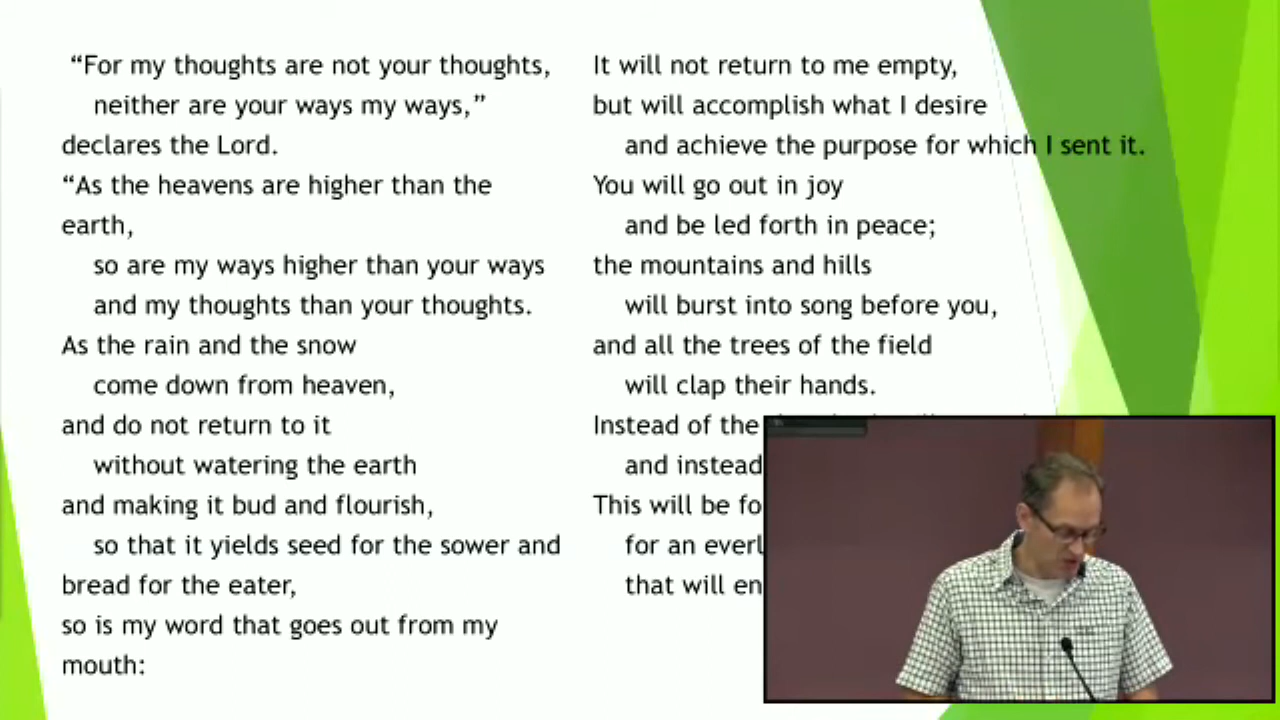 “For my thoughts are not your thoughts,
neither are your ways my ways,”
declares the Lord.
“As the heavens are higher than the
earth,
so are my ways higher than your ways
and my thoughts than your thoughts.
As the rain and the snow
come down from heaven,
and do not return to it
without watering the earth
and making it bud and flourish,
so that it yields seed for the sower and
bread for the eater,
so is my word that goes out from my
mouth:
It will not return to me empty,
but will accomplish what I desire
and achieve the purpose for which I sent it.
You will go out in joy
and be led forth in peace;
the mountains and hills
will burst into song before you,
and all the trees of the field
will clap their hands.
Instead of the
and instead
This will be fo
for an everl
that will en